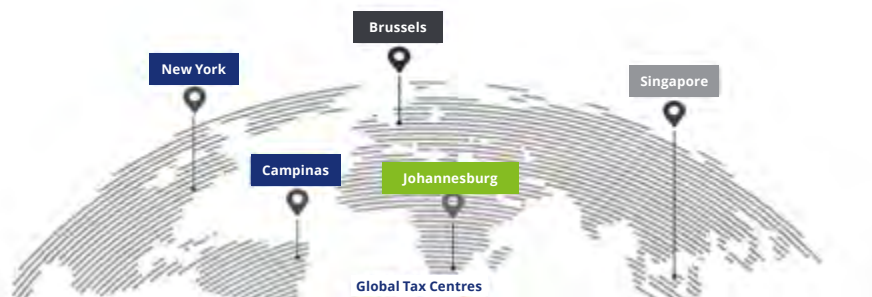 Brussels
New York
Singapore
Campinas
Johannesburg
Global Tax Centres